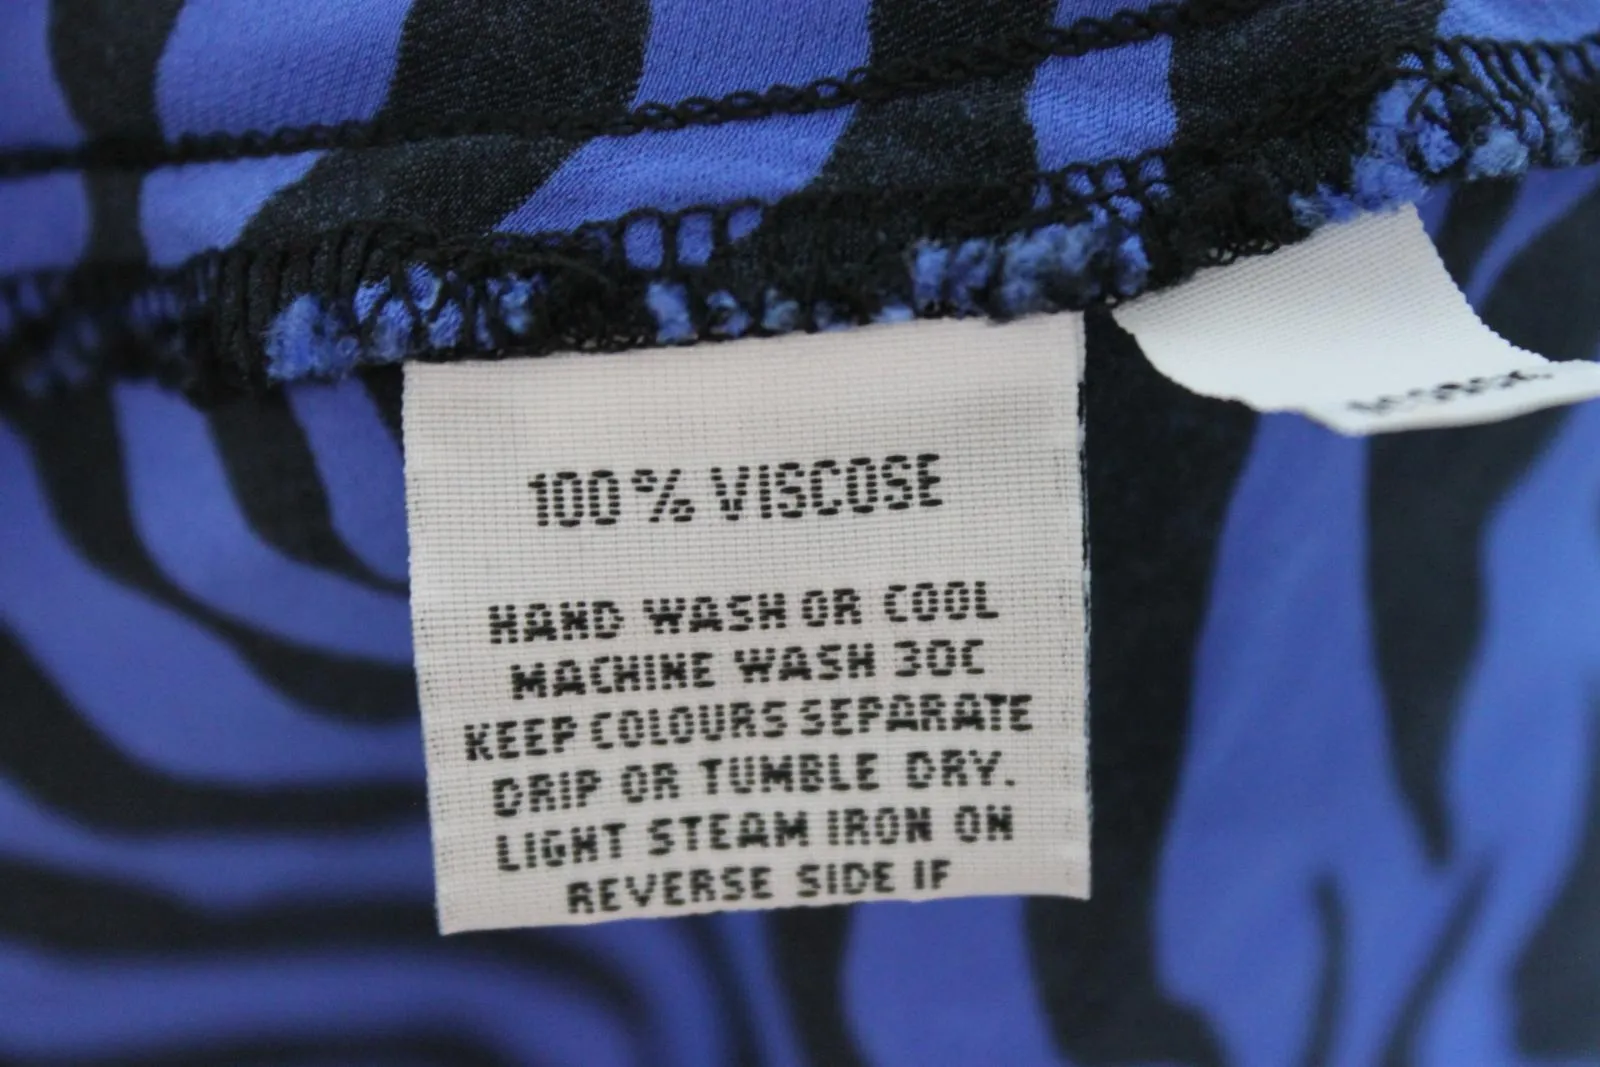 100% VISCOSE
HAND WASH OR COOL
MACHINE WASH 30C
KEEP COLOURS SEPARATE
DRIP OR TUMBLE DRY.
LIGHT STEAM IRON ON
REVERSE SIDE IF